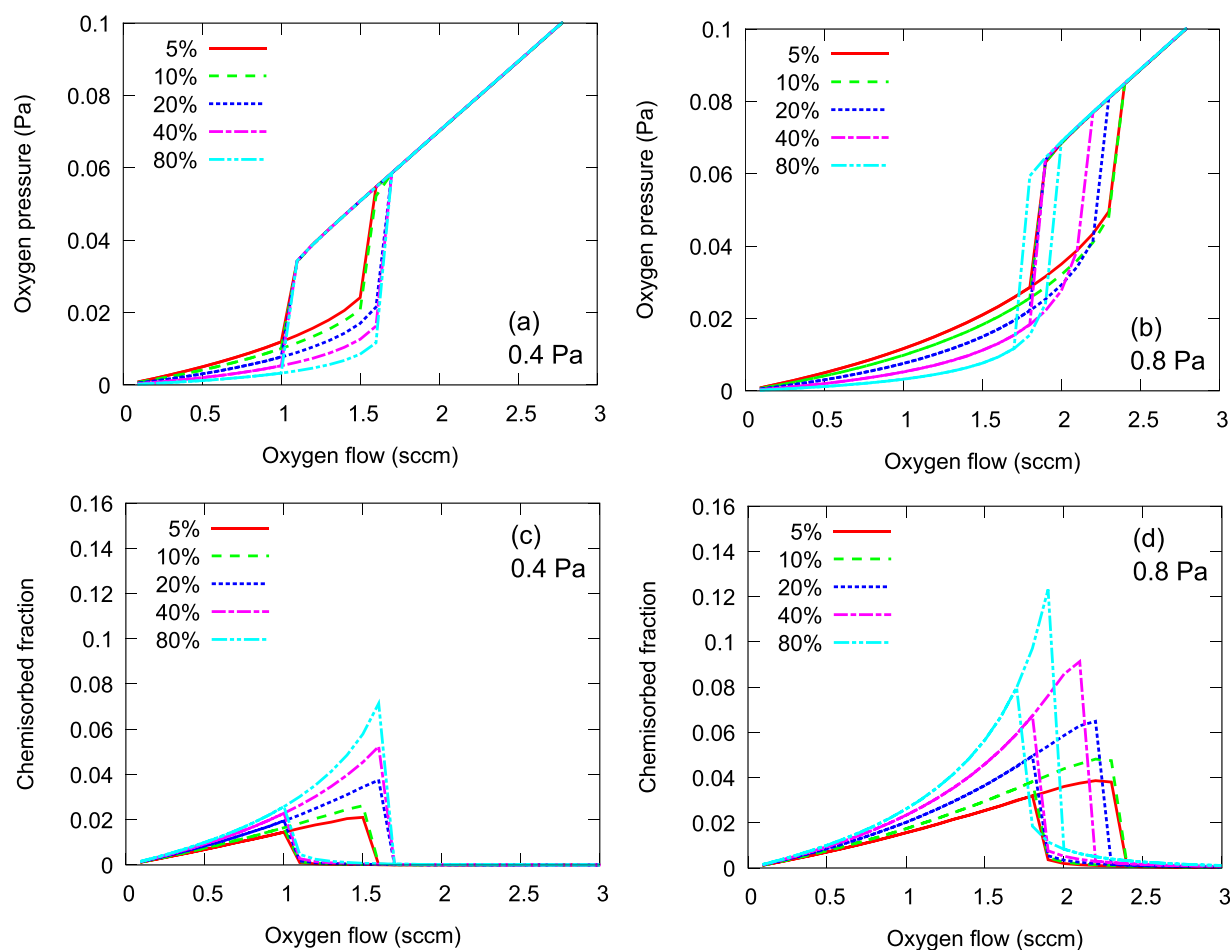 0.1
0.08
0.06
0.04
0.02
0
Oxygen pressure (Pa)
5%
10%
20%
40%
80%
(a)
0.4 Pa
0 0.5 1 1.5 2 2.5 3
Oxygen flow (sccm)
0.1
0.08
0.06
0.04
0.02
0
Oxygen pressure (Pa)
5%
10%
20%
40%
80%
(b)
0.8 Pa
0 0.5 1 1.5 2 2.5 3
Oxygen flow (sccm)
0.16
0.14
0.12
0.1
0.08
0.06
0.04
0.02
0
Chemisorbed fraction
5%
10%
20%
40%
80%
(c)
0.4 Pa
0 0.5 1 1.5 2 2.5 3
Oxygen flow (sccm)
0.16
0.14
0.12
0.1
0.08
0.06
0.04
0.02
0
Chemisorbed fraction
5%
10%
20%
40%
80%
(d)
0.8 Pa
0 0.5 1 1.5 2 2.5 3
Oxygen flow (sccm)